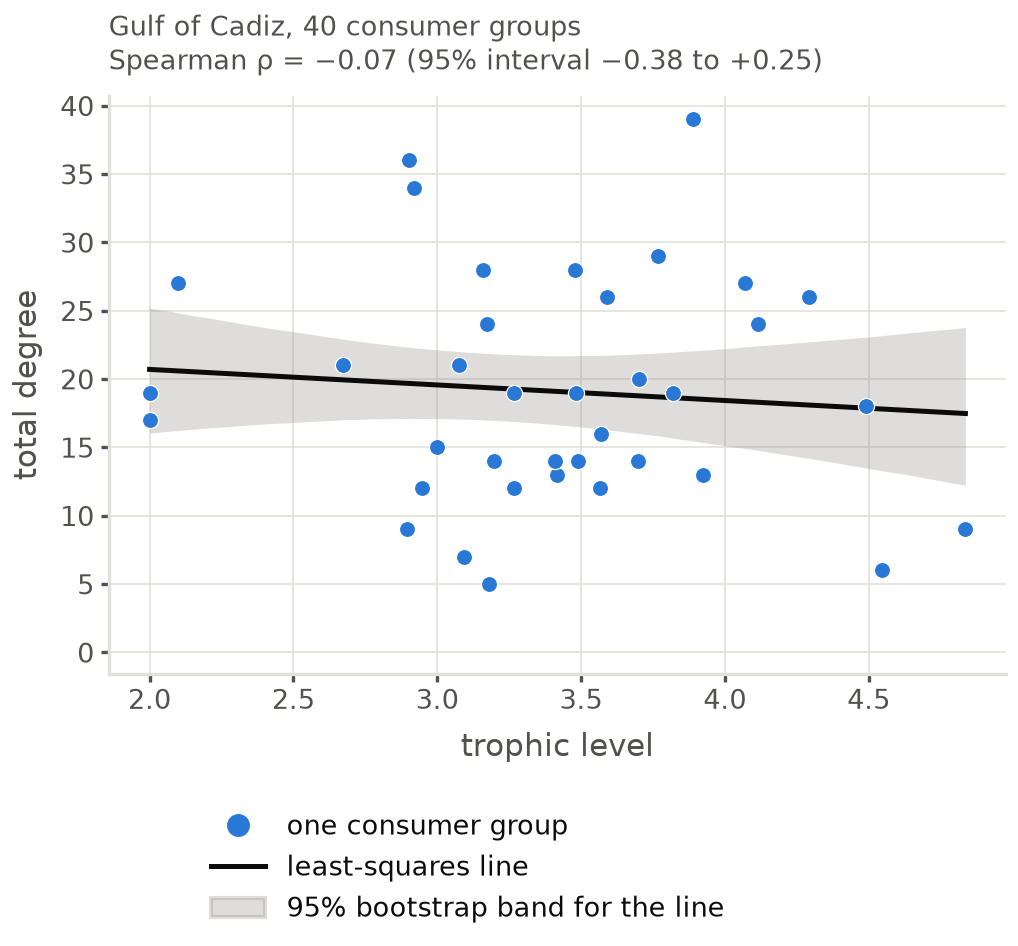 Gulf of Cadiz, 40 consumer groups
Spearman ρ = −0.07 (95% interval −0.38 to +0.25)
total degree
40
35
30
25
20
15
10
5
0
2.0 2.5 3.0 3.5 4.0 4.5
trophic level
one consumer group
least-squares line
95% bootstrap band for the line